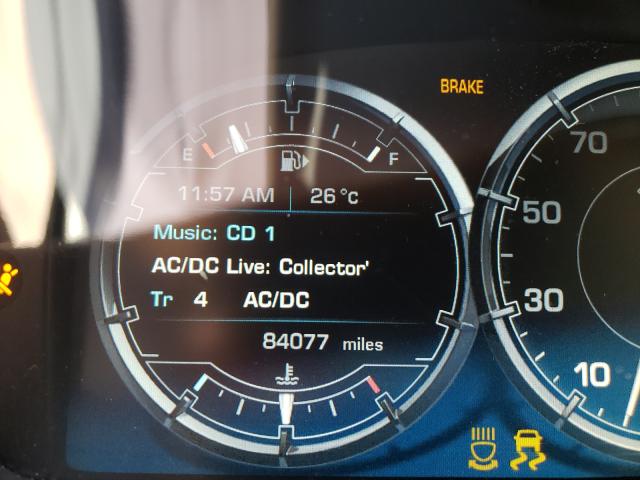 BRAKE
E F
11:57 AM 26°c
Music: CD 1
AC/DC Live: Collector'
Tr 4 AC/DC
84077 miles
70
50
30
10